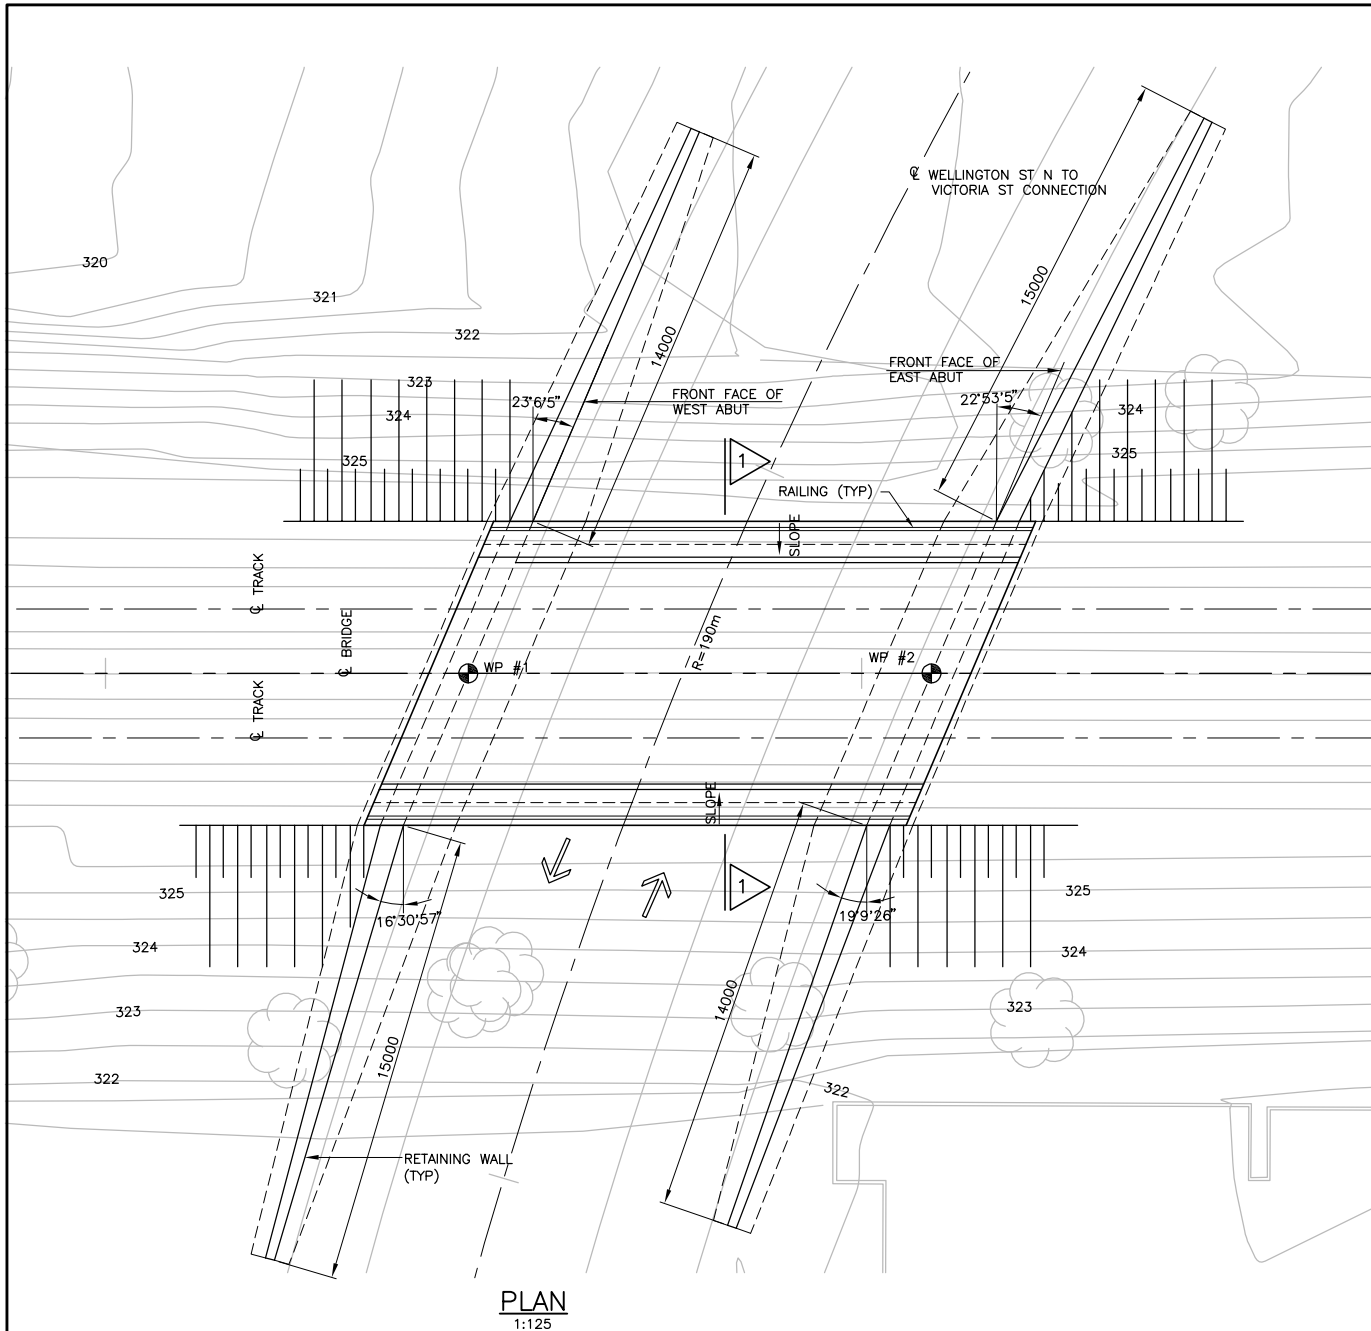 ℄ WELLINGTON ST N TO
VICTORIA ST CONNECTION
320
321
322
323
324
325
15000
14000
FRONT FACE OF
EAST ABUT
FRONT FACE OF
WEST ABUT
23°6'5"
22°53'5"
324
325
1
RAILING (TYP)
SLOPE
℄ TRACK
℄ BRIDGE
℄ TRACK
R=190m
WP #1
WP #2
SLOPE
1
16°30'57"
19°9'26"
325
324
323
322
325
324
323
322
14000
15000
RETAINING WALL
(TYP)
PLAN
1:125